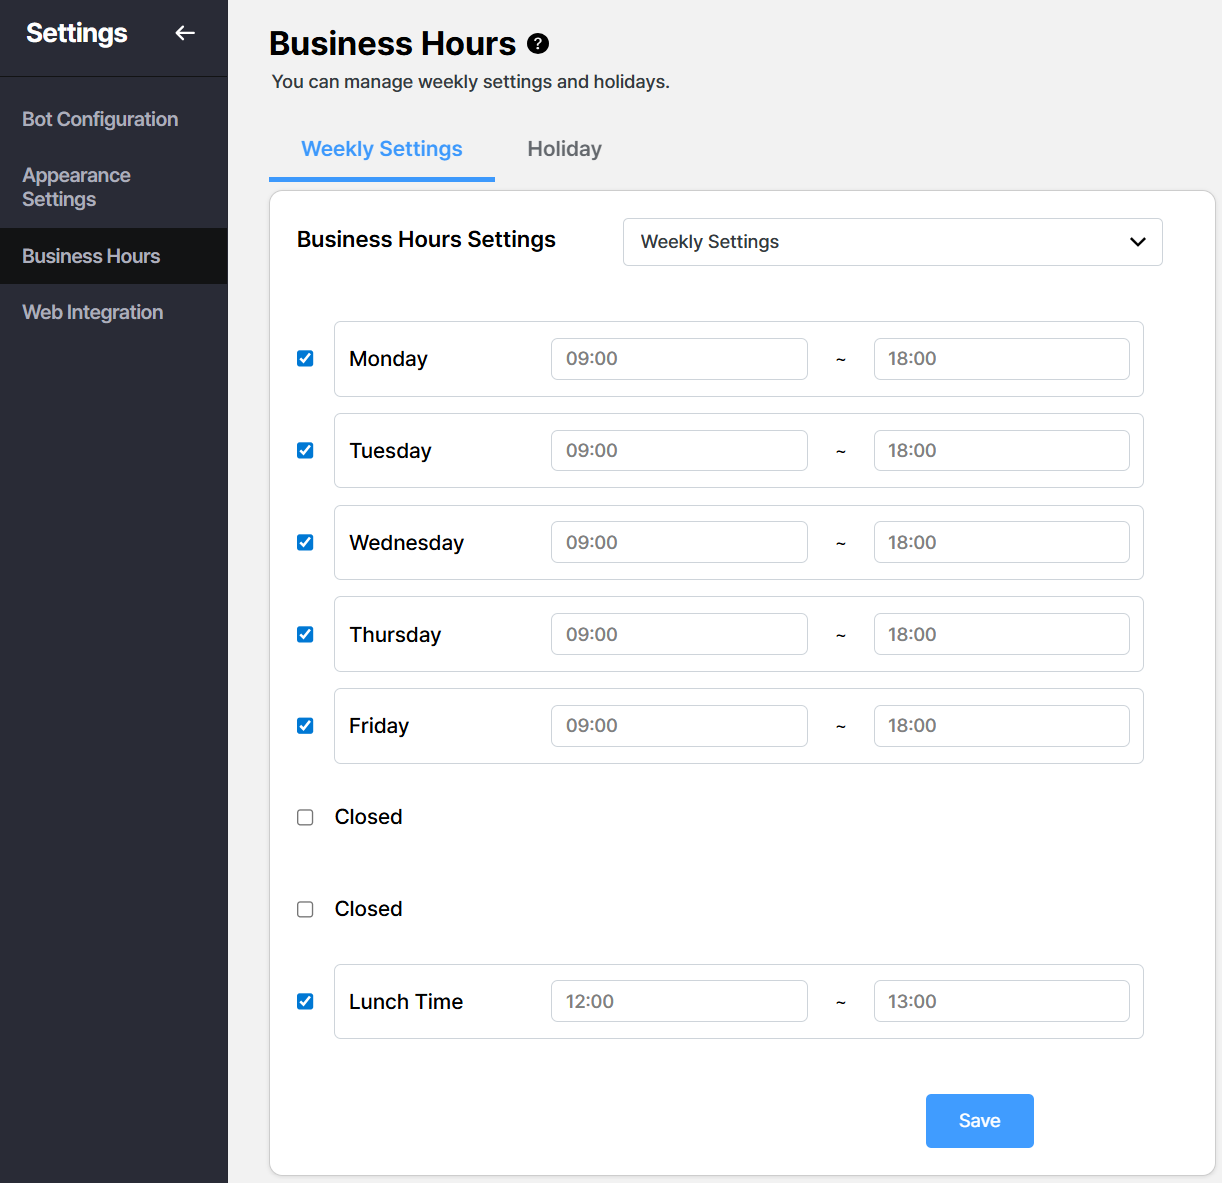 Settings
Bot Configuration
Appearance
Settings
Business Hours
Web Integration
Business Hours ?
You can manage weekly settings and holidays.
Weekly Settings Holiday
Business Hours Settings Weekly Settings
Monday 09:00 ~ 18:00
Tuesday 09:00 ~ 18:00
Wednesday 09:00 ~ 18:00
Thursday 09:00 ~ 18:00
Friday 09:00 ~ 18:00
Closed
Closed
Lunch Time 12:00 ~ 13:00
Save